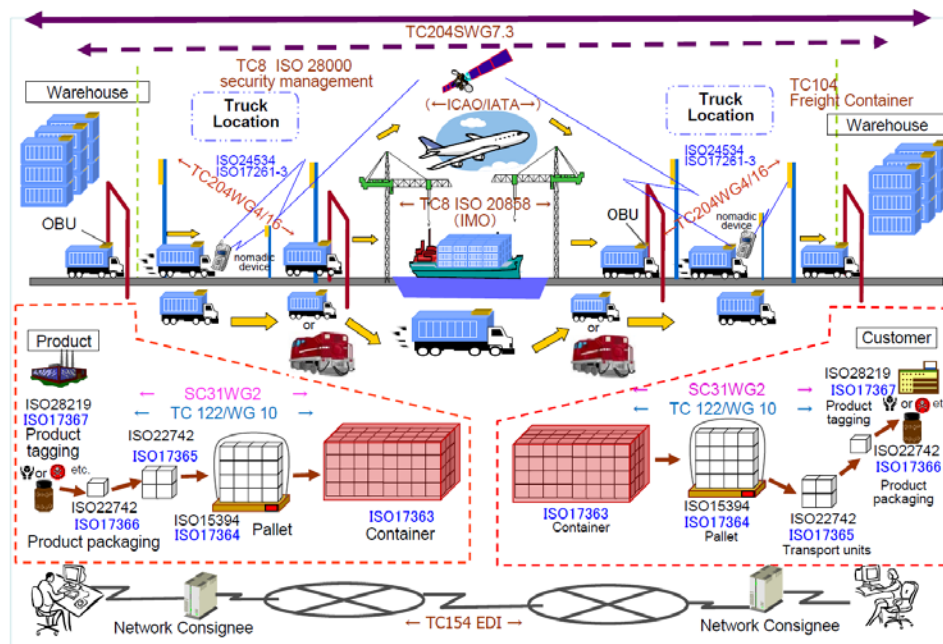 TC204SWG7.3
TC8 ISO 28000
security management
Warehouse
Truck
Location
(←ICAO/IATA→)
Truck
Location
TC104
Freight Container
Warehouse
ISO24534
ISO17261-3
TC204WG4/16
ISO24534
ISO17261-3
TC204WG4/16
TC8 ISO 20858
(IMO)
OBU
OBU
nomadic
device
nomadic
device
or
or
Product
Customer
SC31WG2
TC 122/WG 10
SC31WG2
TC 122/WG 10
ISO28219
ISO17367
Product
tagging
ISO28219
ISO17367
Product
tagging
or
etc.
or
et
ISO22742
ISO17365
ISO22742
ISO17366
Product packaging
ISO15394
ISO17364
Pallet
ISO17363
Container
ISO17363
Container
ISO15394
ISO17364
Pallet
ISO22742
ISO17365
Transport units
ISO22742
ISO17366
Product
packaging
Network Consignee
← TC154 EDI →
Network Consignee